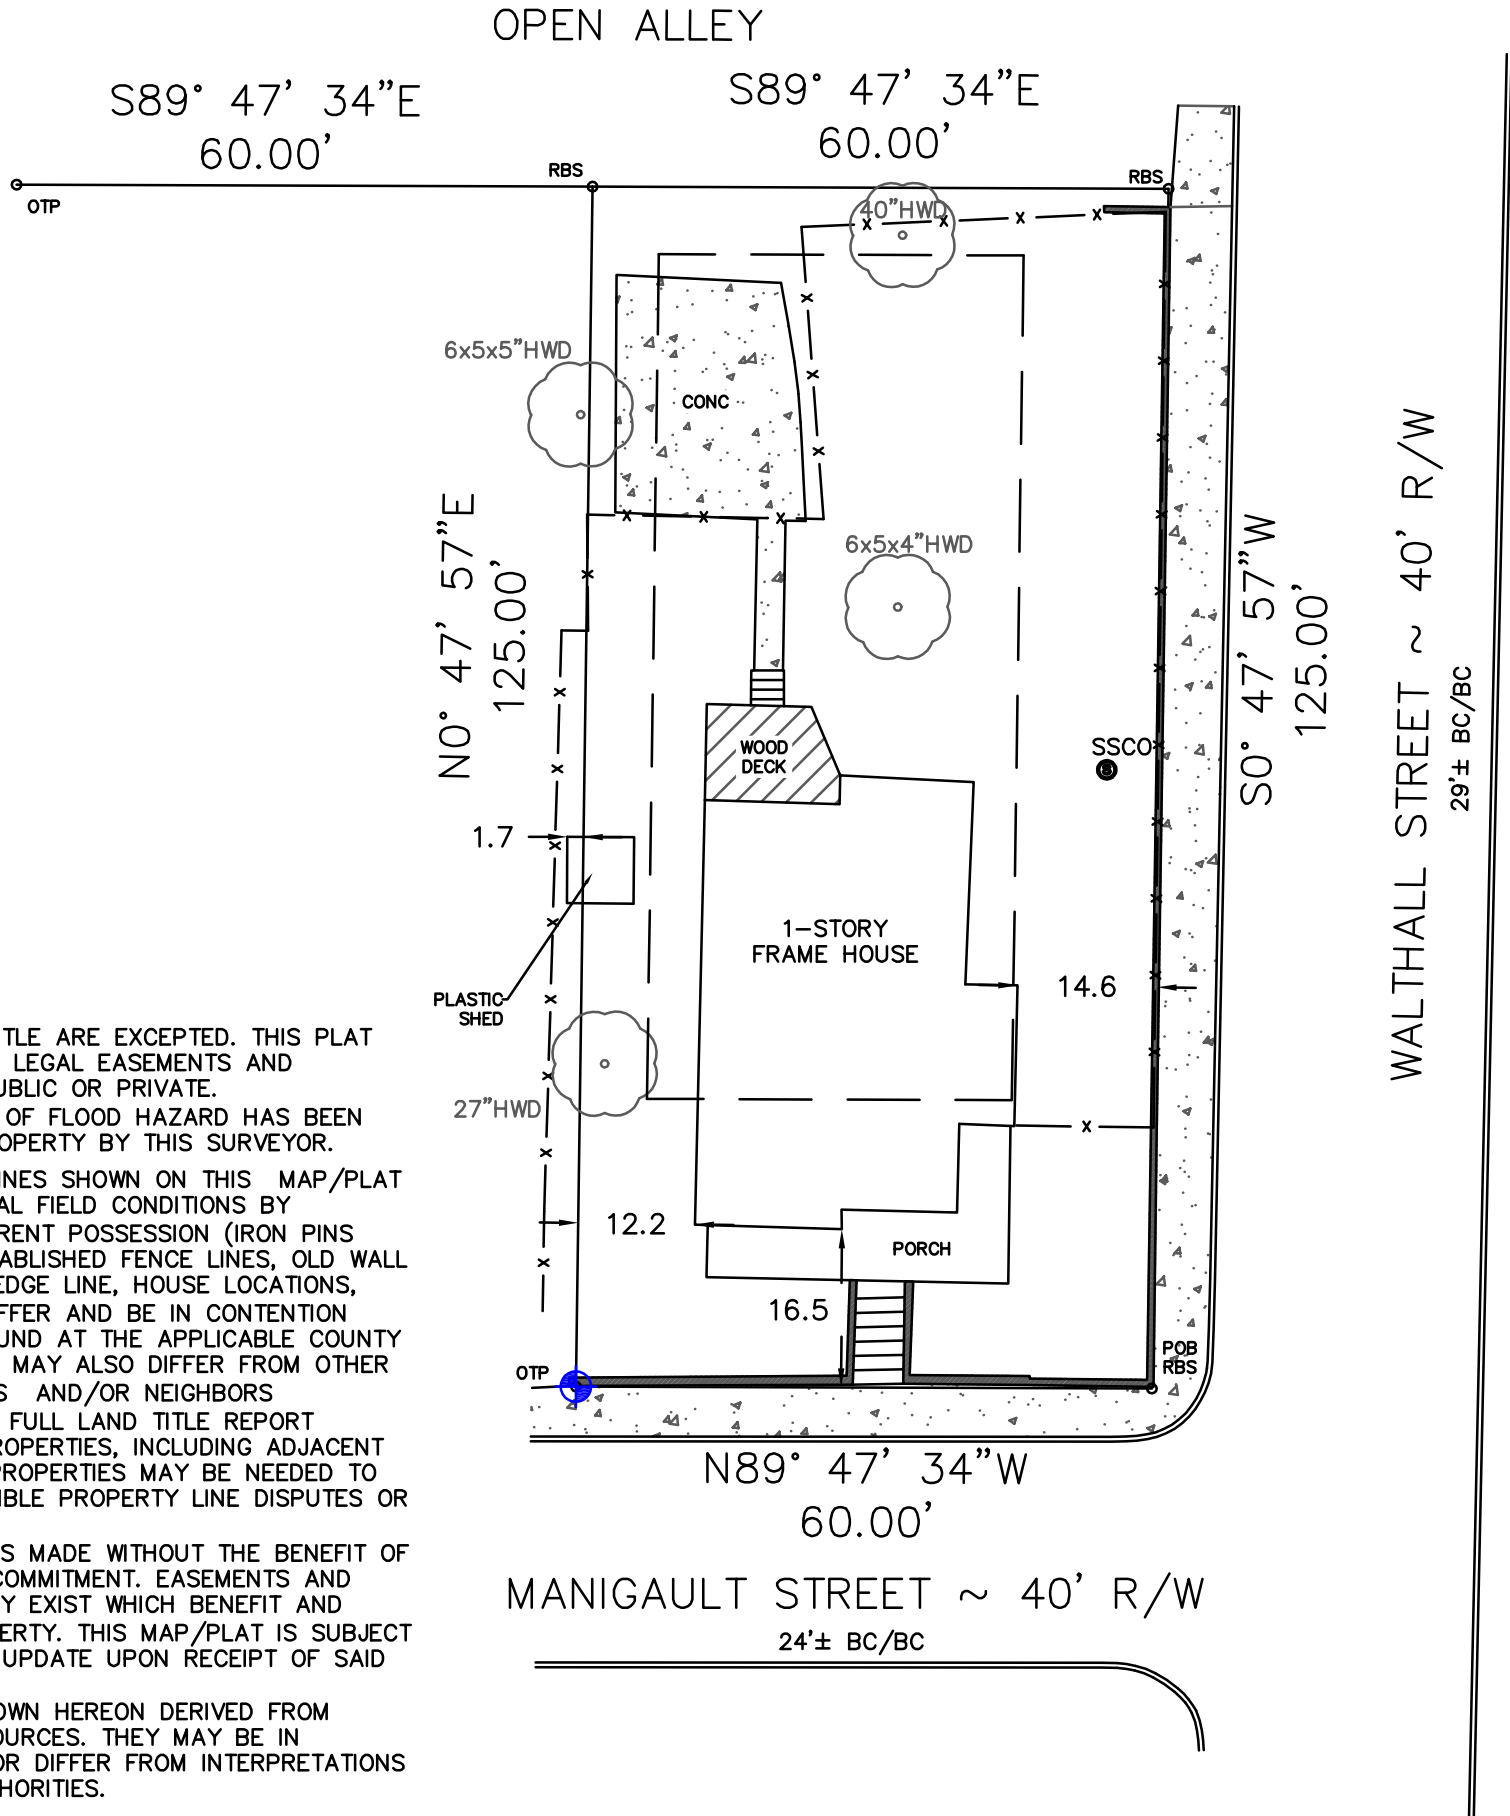 OPEN ALLEY
S89° 47' 34"E
60.00'
S89° 47' 34"E
60.00'
OTP
RBS
RBS
40"HWD
6x5x5"HWD
CONC
6x5x4"HWD
N0° 47' 57"E
125.00'
S0° 47' 57"W
125.00'
WALTHALL STREET ~ 40' R/W
29'± BC/BC
SSCO
S
WOOD
DECK
1.7
1-STORY
FRAME HOUSE
14.6
PLASTIC
SHED
27"HWD
12.2
PORCH
16.5
OTP
POB
RBS
N89° 47' 34"W
60.00'
MANIGAULT STREET ~ 40' R/W
24'± BC/BC
TLE ARE EXCEPTED. THIS PLAT
LEGAL EASEMENTS AND
UBLIC OR PRIVATE.
OF FLOOD HAZARD HAS BEEN
OPERTY BY THIS SURVEYOR.
INES SHOWN ON THIS MAP/PLAT
AL FIELD CONDITIONS BY
RENT POSSESSION (IRON PINS
ABLISHED FENCE LINES, OLD WALL
EDGE LINE, HOUSE LOCATIONS,
FFER AND BE IN CONTENTION
UND AT THE APPLICABLE COUNTY
MAY ALSO DIFFER FROM OTHER
S AND/OR NEIGHBORS
FULL LAND TITLE REPORT
ROPERTIES, INCLUDING ADJACENT
PROPERTIES MAY BE NEEDED TO
IBLE PROPERTY LINE DISPUTES OR
S MADE WITHOUT THE BENEFIT OF
COMMITMENT. EASEMENTS AND
Y EXIST WHICH BENEFIT AND
ERTY. THIS MAP/PLAT IS SUBJECT
UPDATE UPON RECEIPT OF SAID
OWN HEREON DERIVED FROM
OURCES. THEY MAY BE IN
OR DIFFER FROM INTERPRETATIONS
HORITIES.